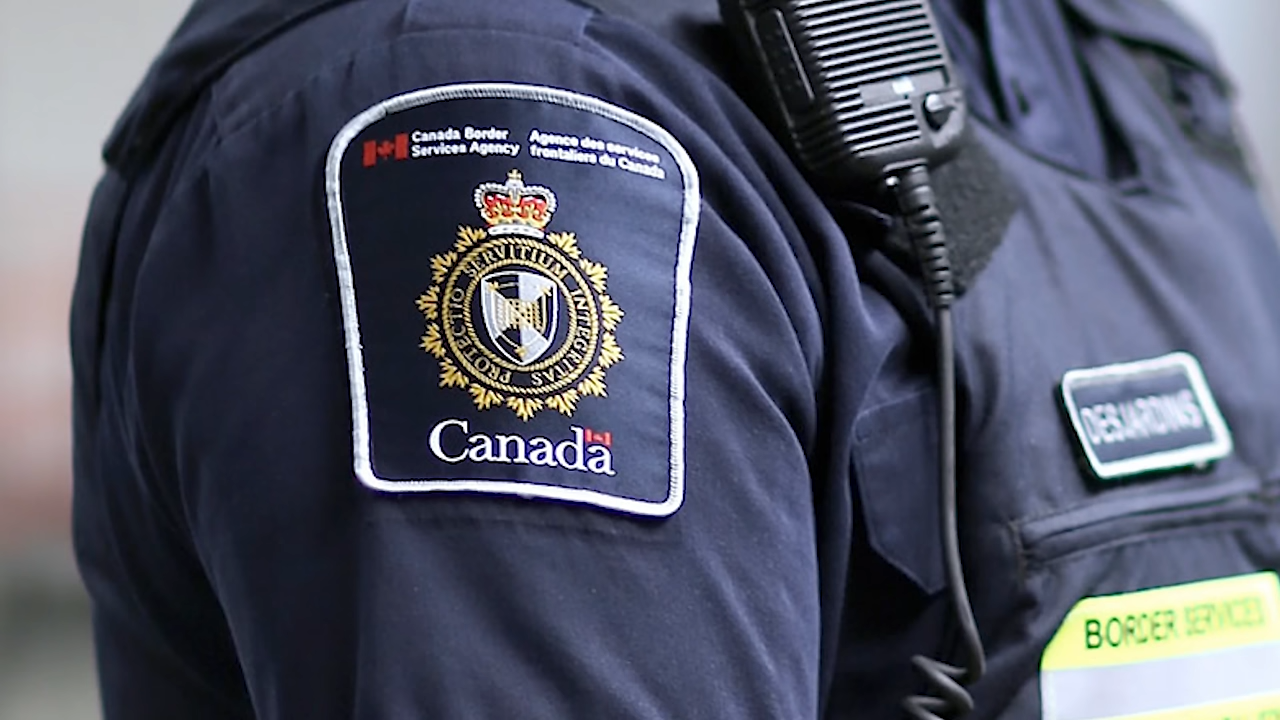 Canada Border
Services Agency
Agence des services
frontaliers du Canada
PROTECTIO SERVITIUM INTEGRITAS
Canada
DESJARDINS
BORDER SERVICES